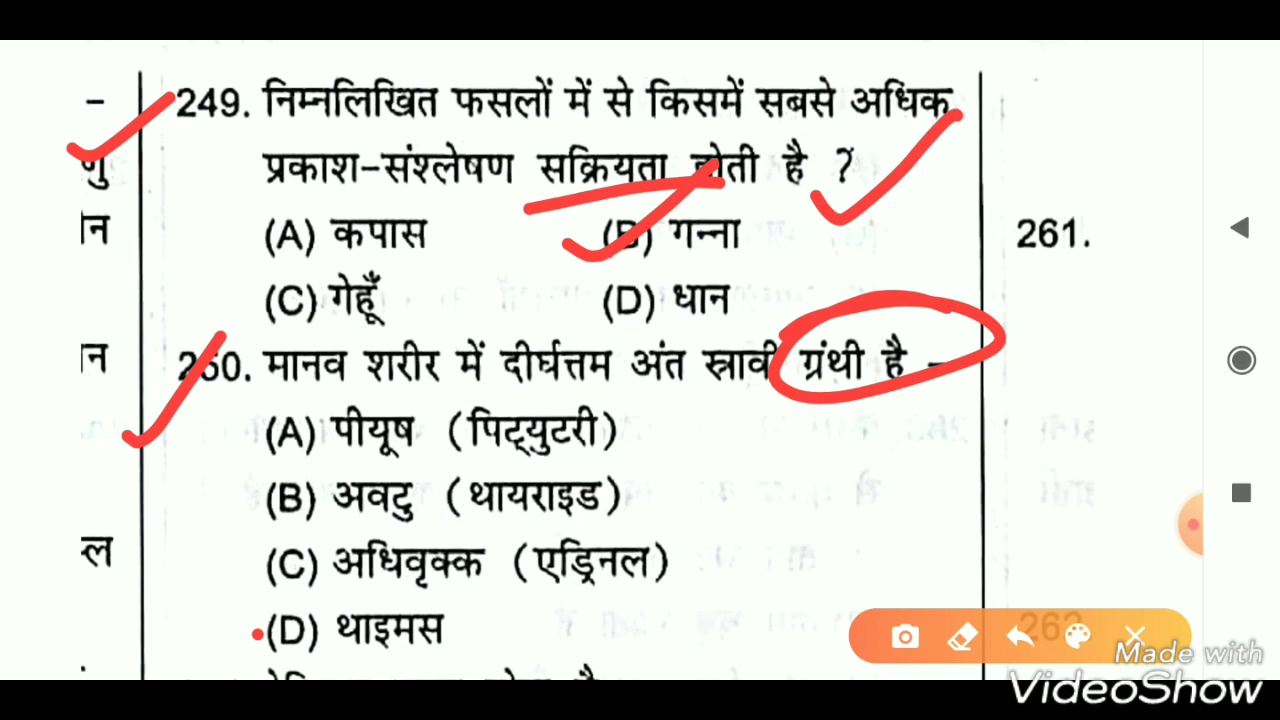 249. निम्नलिखित फसलों में से किसमें सबसे अधिक
प्रकाश-संश्लेषण सक्रियता होती है ?
(A) कपास (B) गन्ना
(C) गेहूँ (D) धान
250. मानव शरीर में दीर्घत्तम अंत स्रावी ग्रंथी है -
(A) पीयूष (पिट्युटरी)
(B) अवटु (थायराइड)
(C) अधिवृक्क (एड्रिनल)
(D) थाइमस
261.
262.
Made with
VideoShow